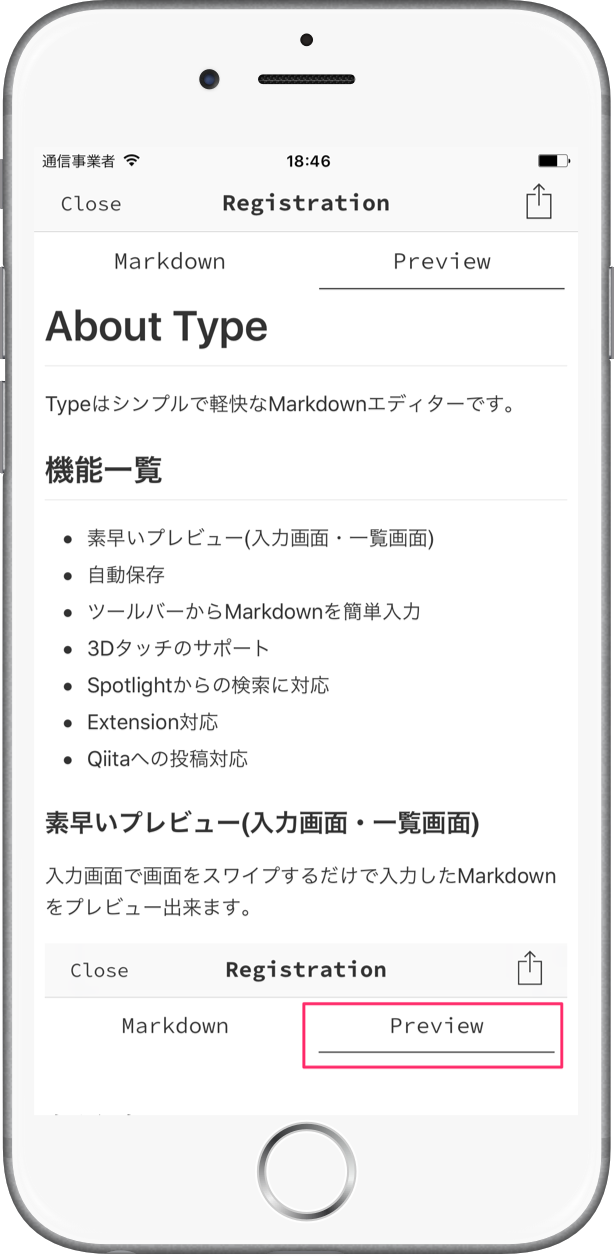 通信事業者 18:46
Close Registration
Markdown Preview
About Type
Typeはシンプルで軽快なMarkdownエディターです。
機能一覧
• 素早いプレビュー(入力画面・一覧画面)
• 自動保存
• ツールバーからMarkdownを簡単入力
• 3Dタッチのサポート
• Spotlightからの検索に対応
• Extension対応
• Qiitaへの投稿対応
素早いプレビュー(入力画面・一覧画面)
入力画面で画面をスワイプするだけで入力したMarkdown
をプレビュー出来ます。
Close Registration
Markdown Preview